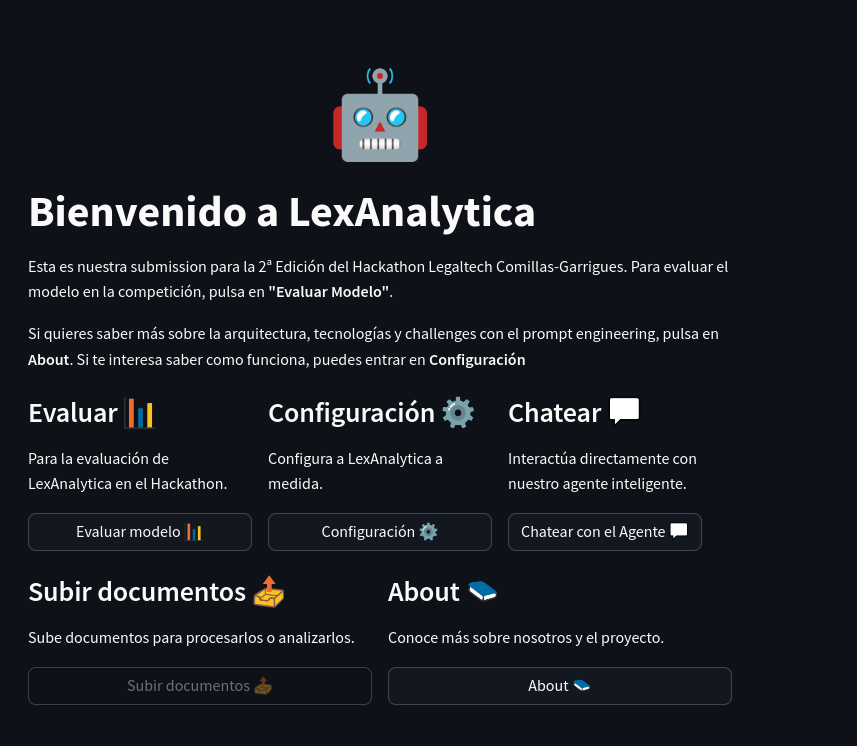 Bienvenido a LexAnalytica
Esta es nuestra submission para la 2ª Edición del Hackathon Legaltech Comillas-Garrigues. Para evaluar el
modelo en la competición, pulsa en "Evaluar Modelo".
Si quieres saber más sobre la arquitectura, tecnologías y challenges con el prompt engineering, pulsa en
About. Si te interesa saber como funciona, puedes entrar en Configuración
Evaluar 📊
Para la evaluación de
LexAnalytica en el Hackathon.
Evaluar modelo 📊
Configuración ⚙️
Configura a LexAnalytica a
medida.
Configuración ⚙️
Chatear 💬
Interactúa directamente con
nuestro agente inteligente.
Chatear con el Agente 💬
Subir documentos 📤
Sube documentos para procesarlos o analizarlos.
Subir documentos 📤
About 📘
Conoce más sobre nosotros y el proyecto.
About 📘